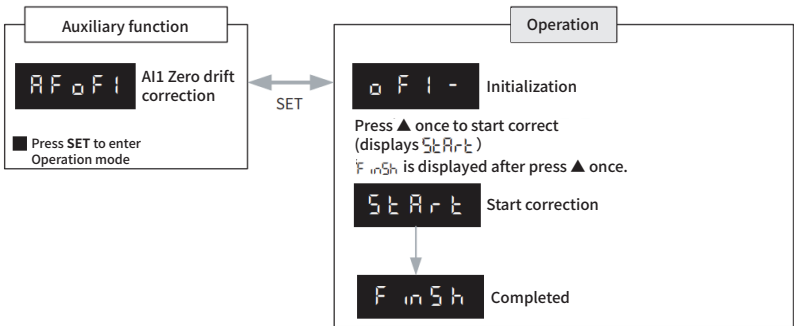 Auxiliary function
AFoF1
AI1 Zero drift
correction
Press SET to enter
Operation mode
SET
Operation
oF1-
Initialization
Press ▲ once to start correct
(displays StArt)
FinSh is displayed after press ▲ once.
StArt
Start correction
FinSh
Completed